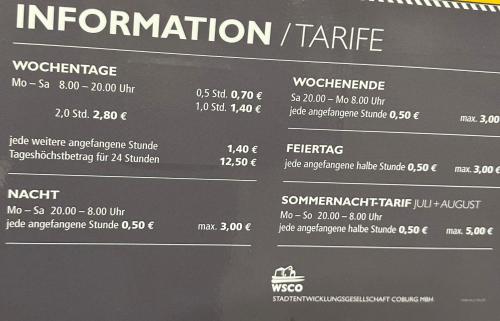 INFORMATION / TARIFE
WOCHENTAGE
Mo – Sa 8.00 – 20.00 Uhr
0,5 Std. 0,70 €
1,0 Std. 1,40 €
2,0 Std. 2,80 €
jede weitere angefangene Stunde 1,40 €
Tageshöchstbetrag für 24 Stunden 12,50 €
NACHT
Mo – Sa 20.00 – 8.00 Uhr
jede angefangene Stunde 0,50 € max. 3,00 €
WOCHENENDE
Sa 20.00 – Mo 8.00 Uhr
jede angefangene Stunde 0,50 € max. 3,00
FEIERTAG
jede angefangene halbe Stunde 0,50 € max. 3,00 €
SOMMERNACHT-TARIF JULI + AUGUST
Mo – So 20.00 – 8.00 Uhr
jede angefangene halbe Stunde 0,50 € max. 5,00 €
WSCO
STADTENTWICKLUNGSGESELLSCHAFT COBURG MBH